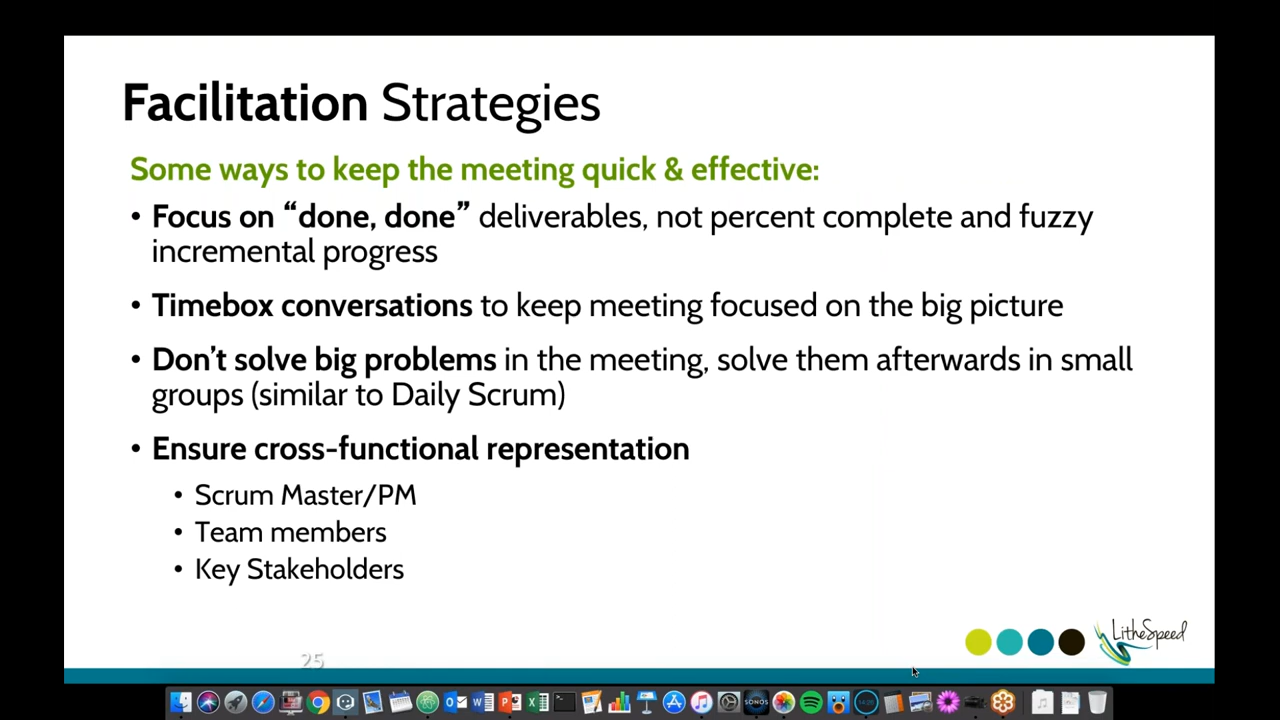 Facilitation Strategies
Some ways to keep the meeting quick & effective:
• Focus on “done, done” deliverables, not percent complete and fuzzy
incremental progress
• Timebox conversations to keep meeting focused on the big picture
• Don’t solve big problems in the meeting, solve them afterwards in small
groups (similar to Daily Scrum)
• Ensure cross-functional representation
• Scrum Master/PM
• Team members
• Key Stakeholders
LitheSpeed
25
SONOS